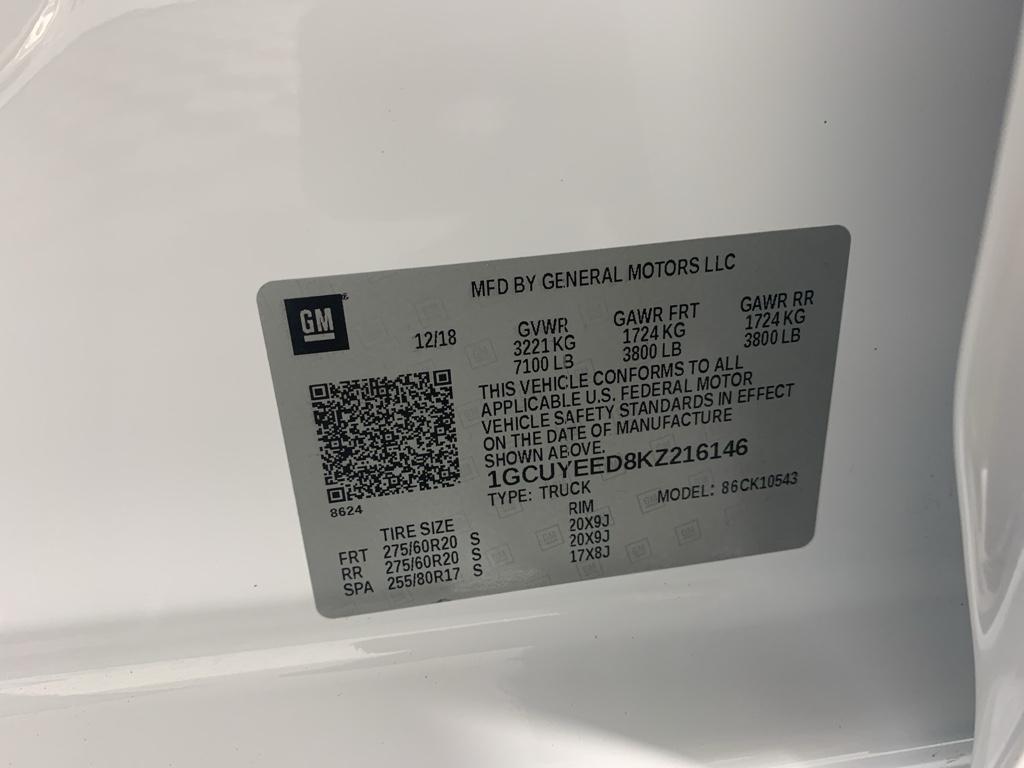 MFD BY GENERAL MOTORS LLC
GM
12/18
GVWR
3221 KG
7100 LB
GAWR FRT
1724 KG
3800 LB
GAWR RR
1724 KG
3800 LB
THIS VEHICLE CONFORMS TO ALL
APPLICABLE U.S. FEDERAL MOTOR
VEHICLE SAFETY STANDARDS IN EFFECT
ON THE DATE OF MANUFACTURE
SHOWN ABOVE.
1GCUYEED8KZ216146
TYPE: TRUCK
MODEL: 86CK10543
8624
TIRE SIZE RIM
FRT 275/60R20 S 20X9J
RR 275/60R20 S 20X9J
SPA 255/80R17 S 17X8J